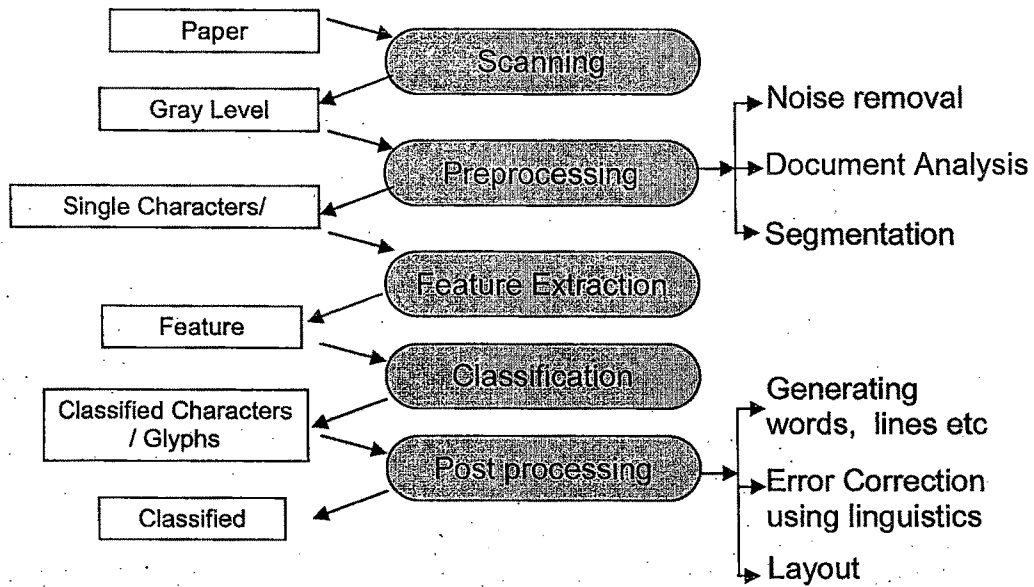 Paper
Scanning
Gray Level
Preprocessing
Noise removal
Document Analysis
Segmentation
Single Characters/
Feature Extraction
Feature
Classification
Classified Characters
/ Glyphs
Post processing
Generating
words, lines etc
Error Correction
using linguistics
Layout
Classified